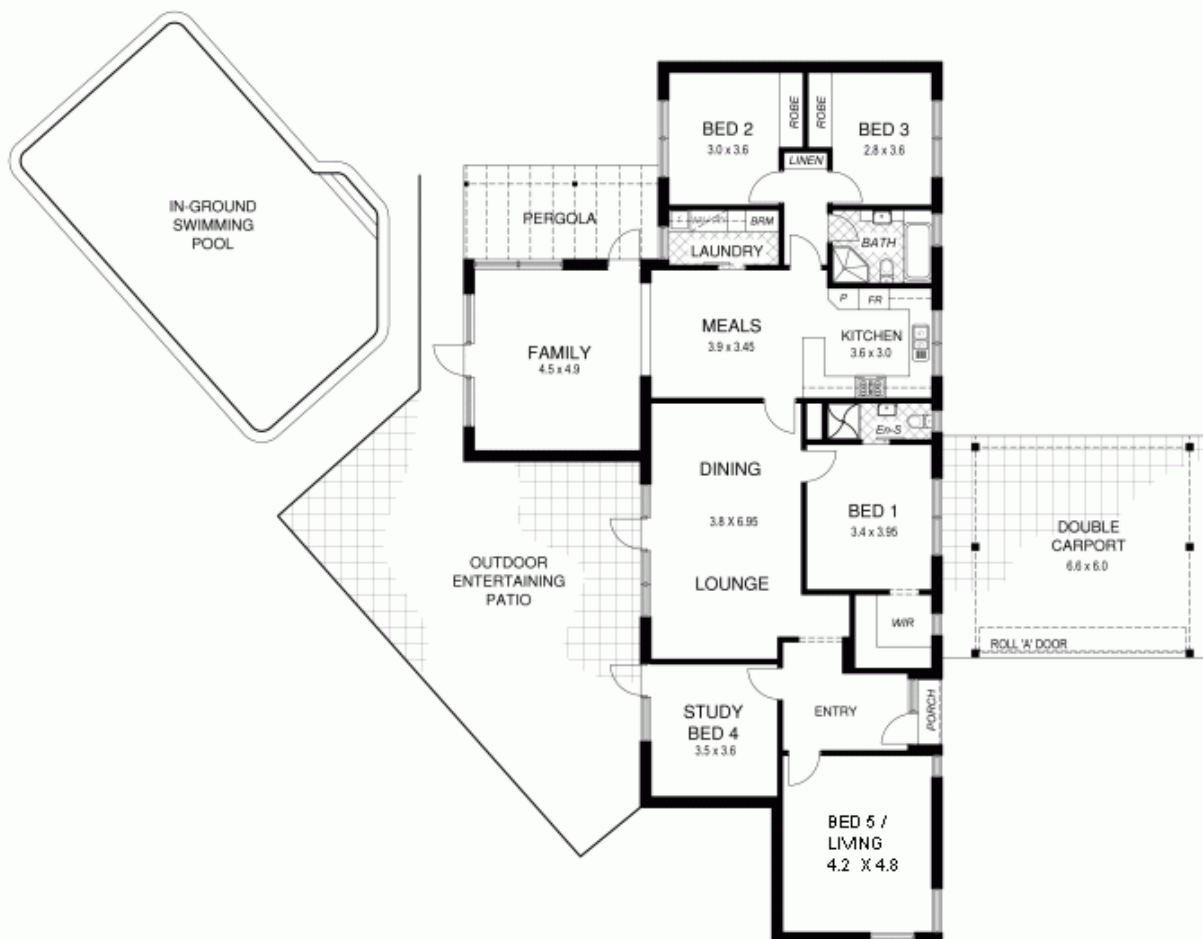 IN-GROUND
SWIMMING
POOL
BED 2
3.0 x 3.6
ROBE
ROBE
BED 3
2.8 x 3.6
LINEN
PERGOLA
BRM
LAUNDRY
BATH
FAMILY
4.5 x 4.9
MEALS
3.9 x 3.45
P
FR
KITCHEN
3.6 x 3.0
En-S
DINING
3.8 X 6.95
LOUNGE
BED 1
3.4 x 3.95
WIR
DOUBLE
CARPORT
6.6 x 6.0
ROLL 'A' DOOR
OUTDOOR
ENTERTAINING
PATIO
STUDY
BED 4
3.5 x 3.6
ENTRY
PORCH
BED 5 /
LIVING
4.2 X 4.8